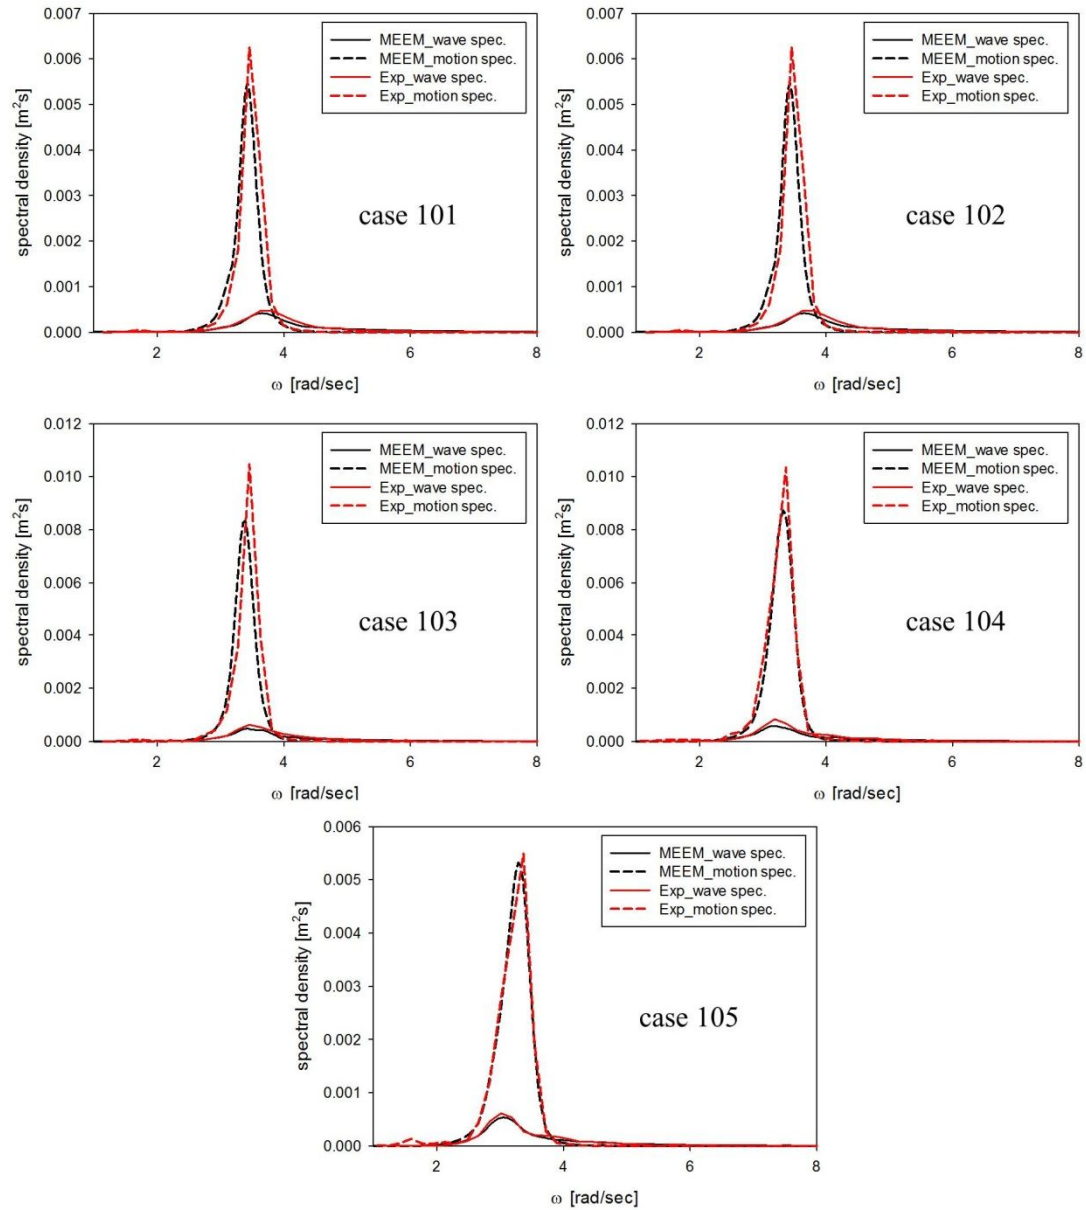 0.007
0.006
0.005
0.004
0.003
0.002
0.001
0.000
spectral density [m²s]
MEEM_wave spec.
MEEM_motion spec.
Exp_wave spec.
Exp_motion spec.
case 101
2 4 6 8
ω [rad/sec]
0.007
0.006
0.005
0.004
0.003
0.002
0.001
0.000
spectral density [m²s]
MEEM_wave spec.
MEEM_motion spec.
Exp_wave spec.
Exp_motion spec.
case 102
2 4 6 8
ω [rad/sec]
0.012
0.010
0.008
0.006
0.004
0.002
0.000
spectral density [m²s]
MEEM_wave spec.
MEEM_motion spec.
Exp_wave spec.
Exp_motion spec.
case 103
2 4 6 8
ω [rad/sec]
0.012
0.010
0.008
0.006
0.004
0.002
0.000
spectral density [m²s]
MEEM_wave spec.
MEEM_motion spec.
Exp_wave spec.
Exp_motion spec.
case 104
2 4 6 8
ω [rad/sec]
0.006
0.005
0.004
0.003
0.002
0.001
0.000
spectral density [m²s]
MEEM_wave spec.
MEEM_motion spec.
Exp_wave spec.
Exp_motion spec.
case 105
2 4 6 8
ω [rad/sec]